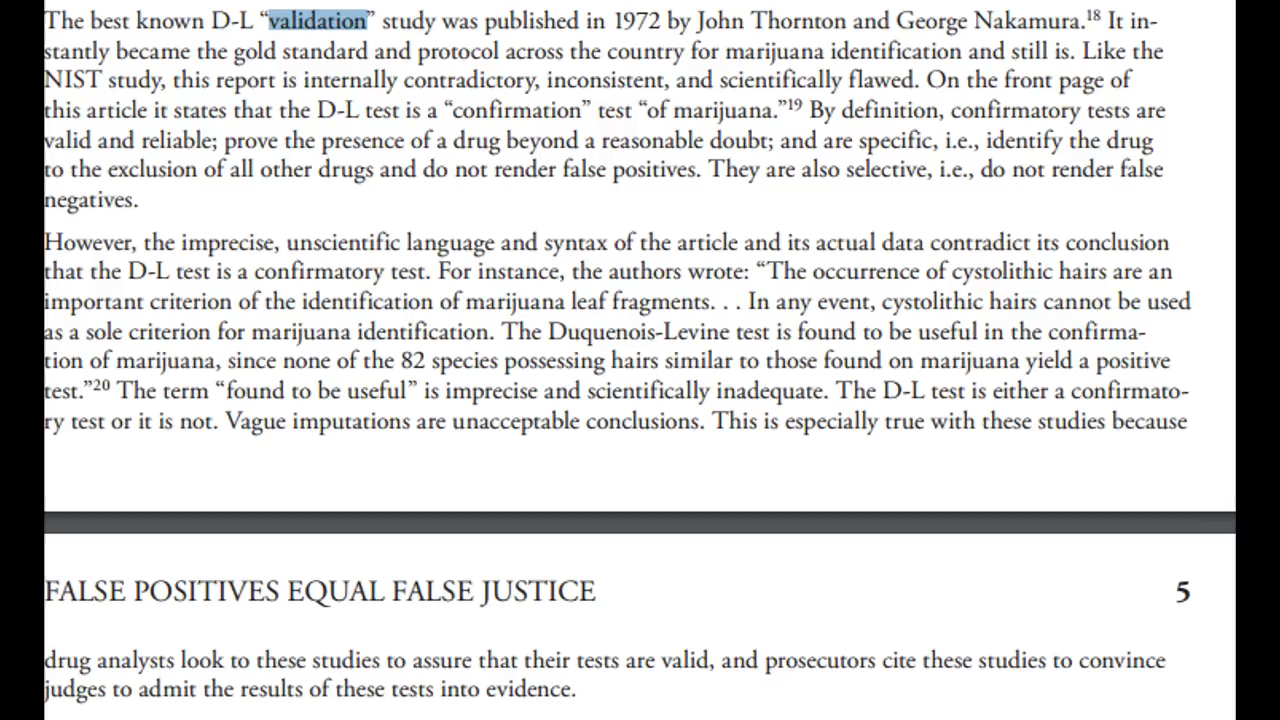 The best known D-L “validation” study was published in 1972 by John Thornton and George Nakamura.18 It in-
stantly became the gold standard and protocol across the country for marijuana identification and still is. Like the
NIST study, this report is internally contradictory, inconsistent, and scientifically flawed. On the front page of
this article it states that the D-L test is a “confirmation” test “of marijuana.”19 By definition, confirmatory tests are
valid and reliable; prove the presence of a drug beyond a reasonable doubt; and are specific, i.e., identify the drug
to the exclusion of all other drugs and do not render false positives. They are also selective, i.e., do not render false
negatives.
However, the imprecise, unscientific language and syntax of the article and its actual data contradict its conclusion
that the D-L test is a confirmatory test. For instance, the authors wrote: “The occurrence of cystolithic hairs are an
important criterion of the identification of marijuana leaf fragments. . . In any event, cystolithic hairs cannot be used
as a sole criterion for marijuana identification. The Duquenois-Levine test is found to be useful in the confirma-
tion of marijuana, since none of the 82 species possessing hairs similar to those found on marijuana yield a positive
test.”20 The term “found to be useful” is imprecise and scientifically inadequate. The D-L test is either a confirmato-
ry test or it is not. Vague imputations are unacceptable conclusions. This is especially true with these studies because
FALSE POSITIVES EQUAL FALSE JUSTICE 5
drug analysts look to these studies to assure that their tests are valid, and prosecutors cite these studies to convince
judges to admit the results of these tests into evidence.